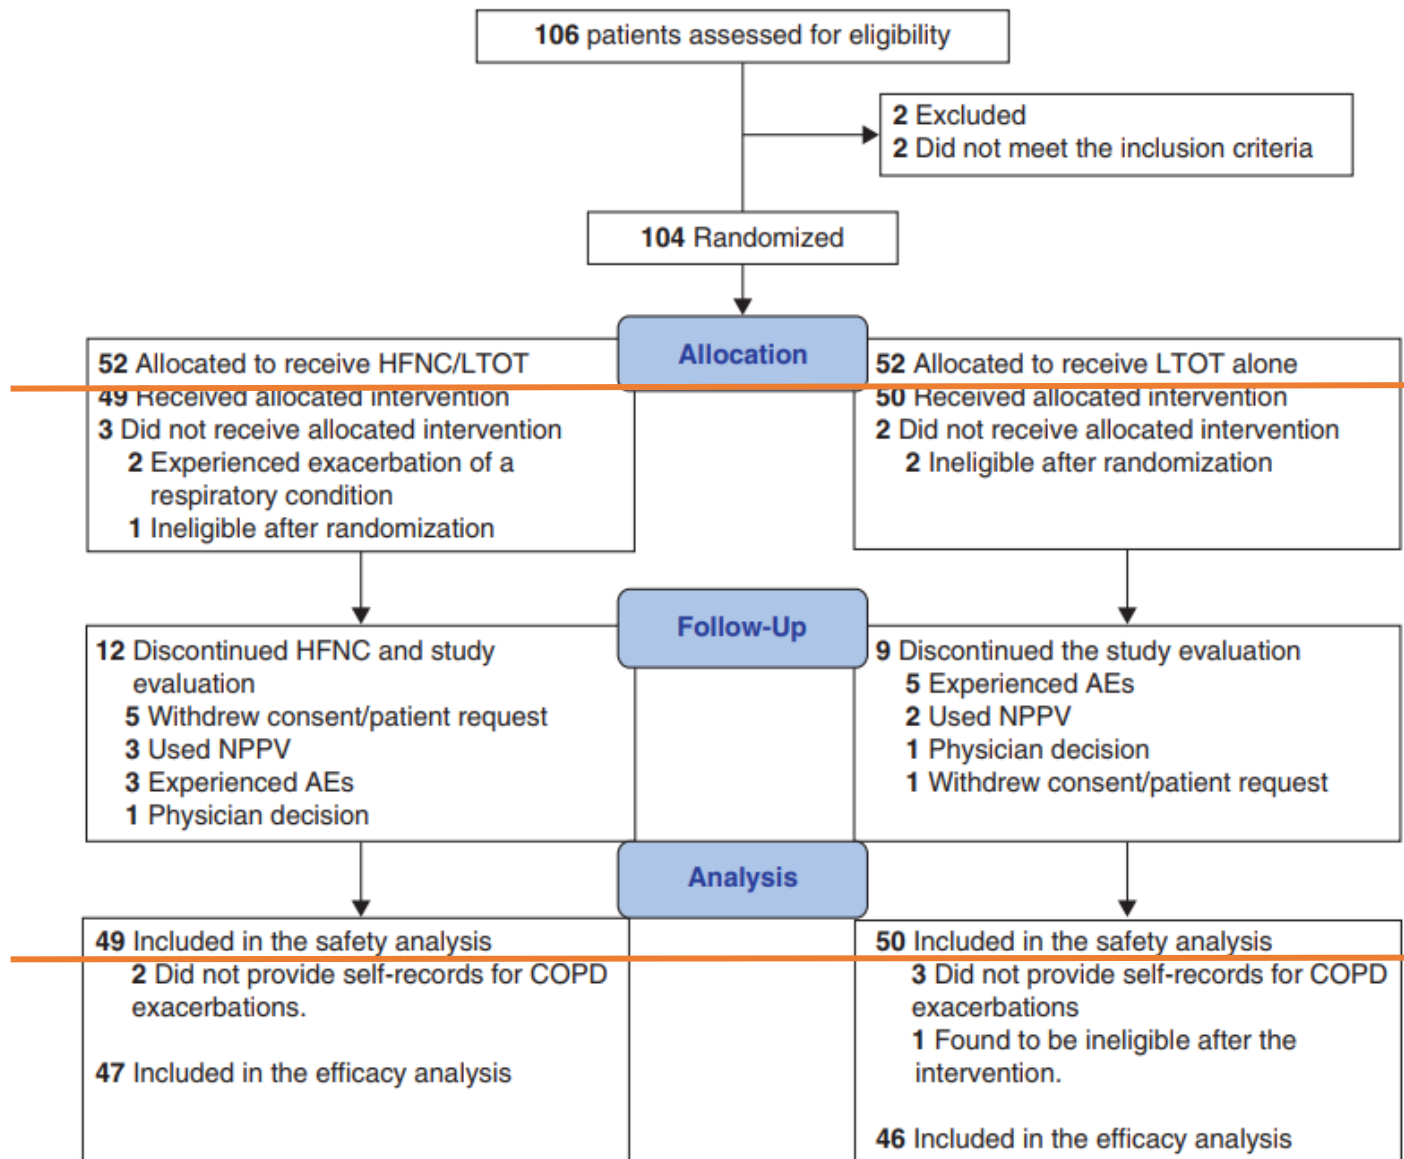 106 patients assessed for eligibility
2 Excluded
2 Did not meet the inclusion criteria
104 Randomized
Allocation
52 Allocated to receive HFNC/LTOT
49 Received allocated intervention
3 Did not receive allocated intervention
2 Experienced exacerbation of a
respiratory condition
1 Ineligible after randomization
52 Allocated to receive LTOT alone
50 Received allocated intervention
2 Did not receive allocated intervention
2 Ineligible after randomization
Follow-Up
12 Discontinued HFNC and study
evaluation
5 Withdrew consent/patient request
3 Used NPPV
3 Experienced AEs
1 Physician decision
9 Discontinued the study evaluation
5 Experienced AEs
2 Used NPPV
1 Physician decision
1 Withdrew consent/patient request
Analysis
49 Included in the safety analysis
2 Did not provide self-records for COPD
exacerbations.
47 Included in the efficacy analysis
50 Included in the safety analysis
3 Did not provide self-records for COPD
exacerbations
1 Found to be ineligible after the
intervention.
46 Included in the efficacy analysis